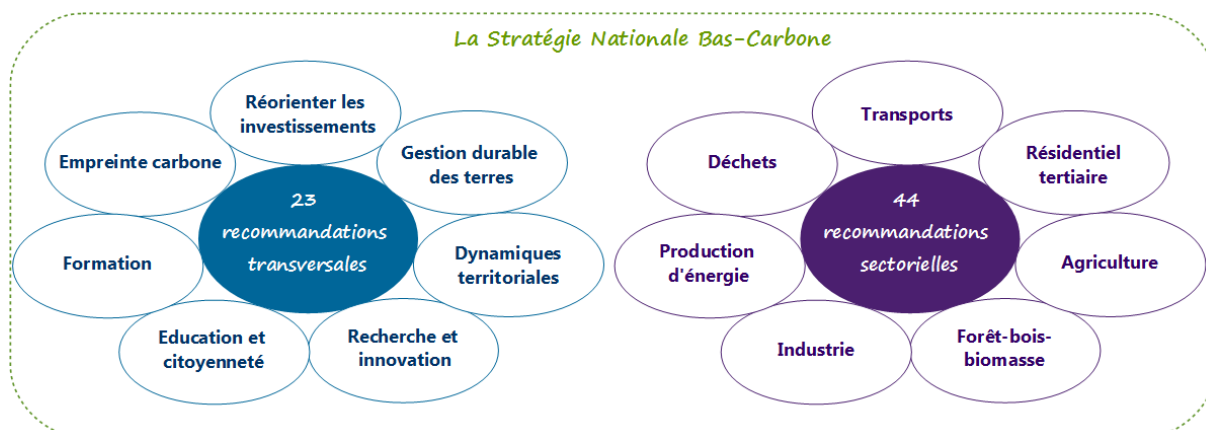 La Stratégie Nationale Bas-Carbone
Réorienter les
investissements
Gestion durable
des terres
Dynamiques
territoriales
Recherche et
innovation
Education et
citoyenneté
Formation
Empreinte carbone
23
recommandations
transversales
Transports
Résidentiel
tertiaire
Agriculture
Forêt-bois-
biomasse
Industrie
Production
d'énergie
Déchets
44
recommandations
sectorielles